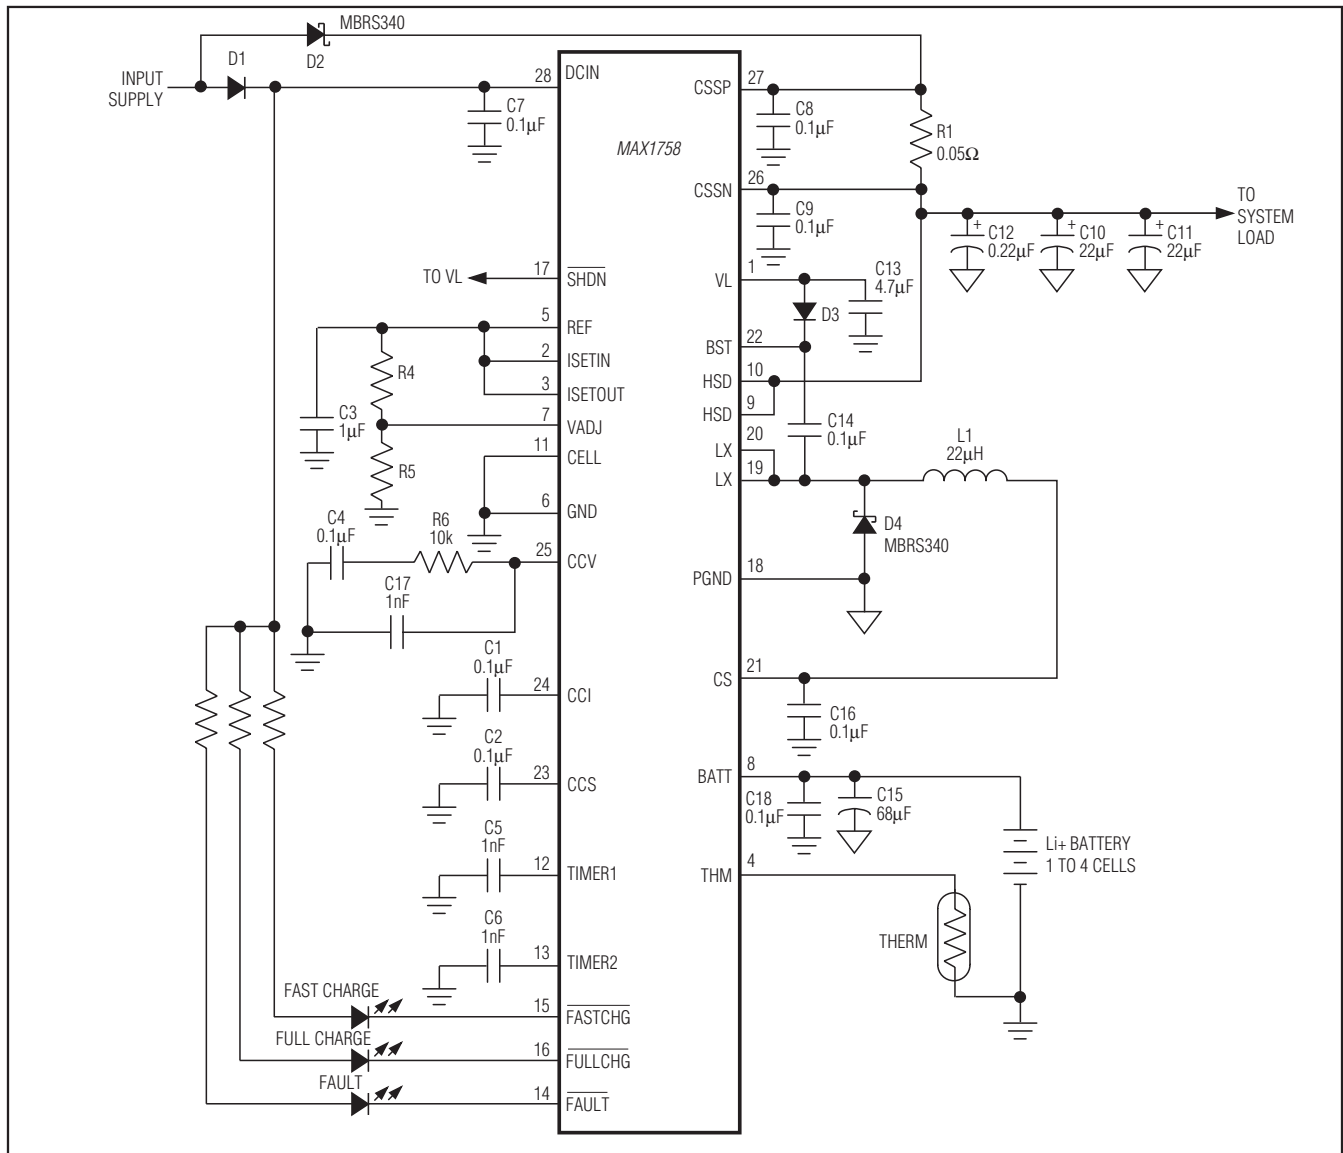 MBRS340
D1
D2
INPUT
SUPPLY
28
DCIN
C7
0.1µF
MAX1758
CSSP
27
C8
0.1µF
R1
0.05Ω
CSSN
26
C9
0.1µF
TO
SYSTEM
LOAD
+
C12
0.22µF
+
C10
22µF
+
C11
22µF
TO VL
17
SHDN
VL
1
C13
4.7µF
D3
5
REF
2
ISETIN
3
ISETOUT
BST
22
HSD
10
HSD
9
R4
C3
1µF
7
VADJ
C14
0.1µF
LX
20
LX
19
L1
22µH
R5
11
CELL
6
GND
D4
MBRS340
C4
0.1µF
R6
10k
25
CCV
C17
1nF
PGND
18
C1
0.1µF
24
CCI
CS
21
C16
0.1µF
C2
0.1µF
23
CCS
BATT
8
C18
0.1µF
C15
68µF
Li+ BATTERY
1 TO 4 CELLS
C5
1nF
12
TIMER1
THM
4
THERM
C6
1nF
13
TIMER2
FAST CHARGE
15
FASTCHG
FULL CHARGE
16
FULLCHG
FAULT
14
FAULT